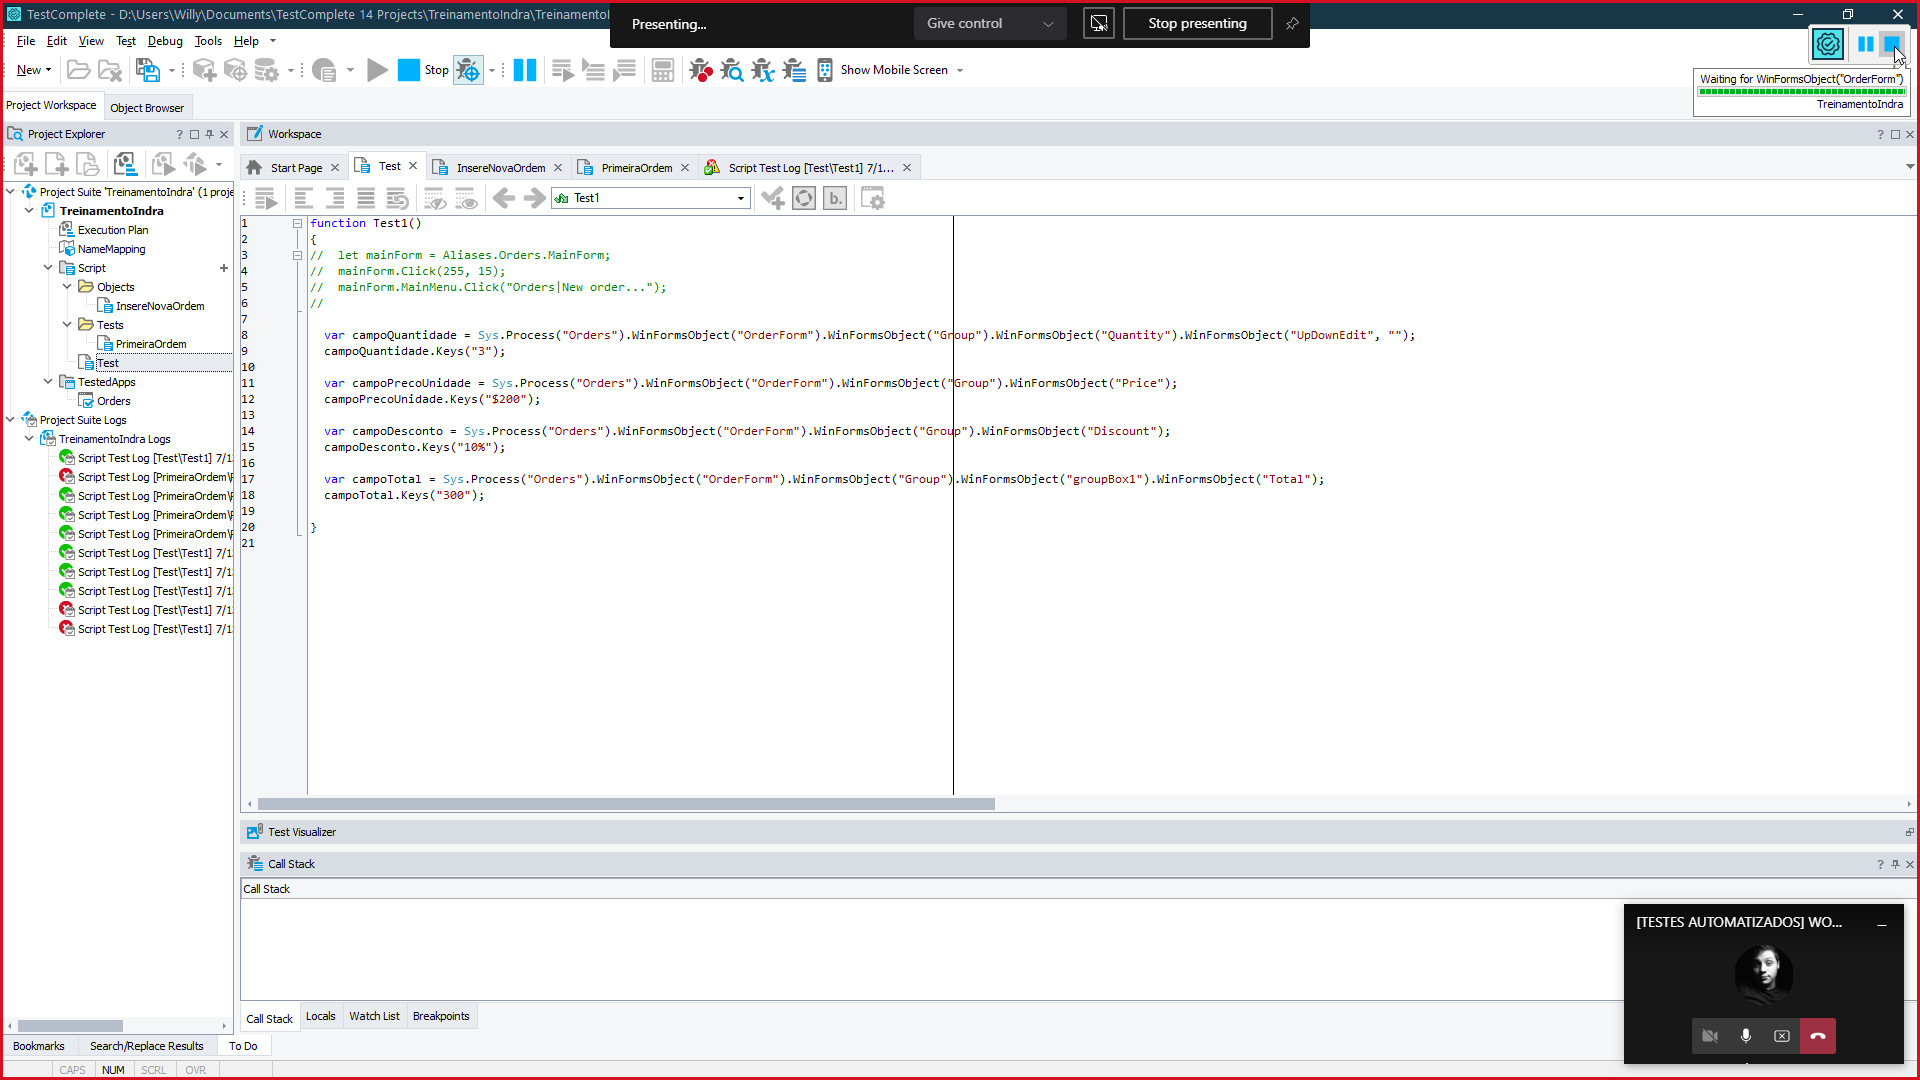 TestComplete - D:\Users\Willy\Documents\TestComplete 14 Projects\TreinamentoIndra\TreinamentoI
Presenting...
Give control
Stop presenting
File Edit View Test Debug Tools Help
New
Stop
Show Mobile Screen
Waiting for WinFormsObject("OrderForm")
TreinamentoIndra
Project Workspace
Object Browser
Project Explorer
Workspace
Start Page
Test
InsereNovaOrdem
PrimeiraOrdem
Script Test Log [Test\Test1] 7/1...
Test1
Project Suite 'TreinamentoIndra' (1 proje
TreinamentoIndra
Execution Plan
NameMapping
Script
Objects
InsereNovaOrdem
Tests
PrimeiraOrdem
Test
TestedApps
Orders
Project Suite Logs
TreinamentoIndra Logs
Script Test Log [Test\Test1] 7/1
Script Test Log [PrimeiraOrdem\
Script Test Log [PrimeiraOrdem\
Script Test Log [PrimeiraOrdem\
Script Test Log [PrimeiraOrdem\
Script Test Log [Test\Test1] 7/1
Script Test Log [Test\Test1] 7/1
Script Test Log [Test\Test1] 7/1
Script Test Log [Test\Test1] 7/1
Script Test Log [Test\Test1] 7/1
1 function Test1()
2 {
3 //  let mainForm = Aliases.Orders.MainForm;
4 //  mainForm.Click(255, 15);
5 //  mainForm.MainMenu.Click("Orders|New order...");
6 //
7
8 var campoQuantidade = Sys.Process("Orders").WinFormsObject("OrderForm").WinFormsObject("Group").WinFormsObject("Quantity").WinFormsObject("UpDownEdit", "");
9 campoQuantidade.Keys("3");
10
11 var campoPrecoUnidade = Sys.Process("Orders").WinFormsObject("OrderForm").WinFormsObject("Group").WinFormsObject("Price");
12 campoPrecoUnidade.Keys("$200");
13
14 var campoDesconto = Sys.Process("Orders").WinFormsObject("OrderForm").WinFormsObject("Group").WinFormsObject("Discount");
15 campoDesconto.Keys("10%");
16
17 var campoTotal = Sys.Process("Orders").WinFormsObject("OrderForm").WinFormsObject("Group").WinFormsObject("groupBox1").WinFormsObject("Total");
18 campoTotal.Keys("300");
19
20 }
21
Test Visualizer
Call Stack
Call Stack
Call Stack Locals Watch List Breakpoints
[TESTES AUTOMATIZADOS] WO...
Bookmarks Search/Replace Results To Do
CAPS NUM SCRL OVR